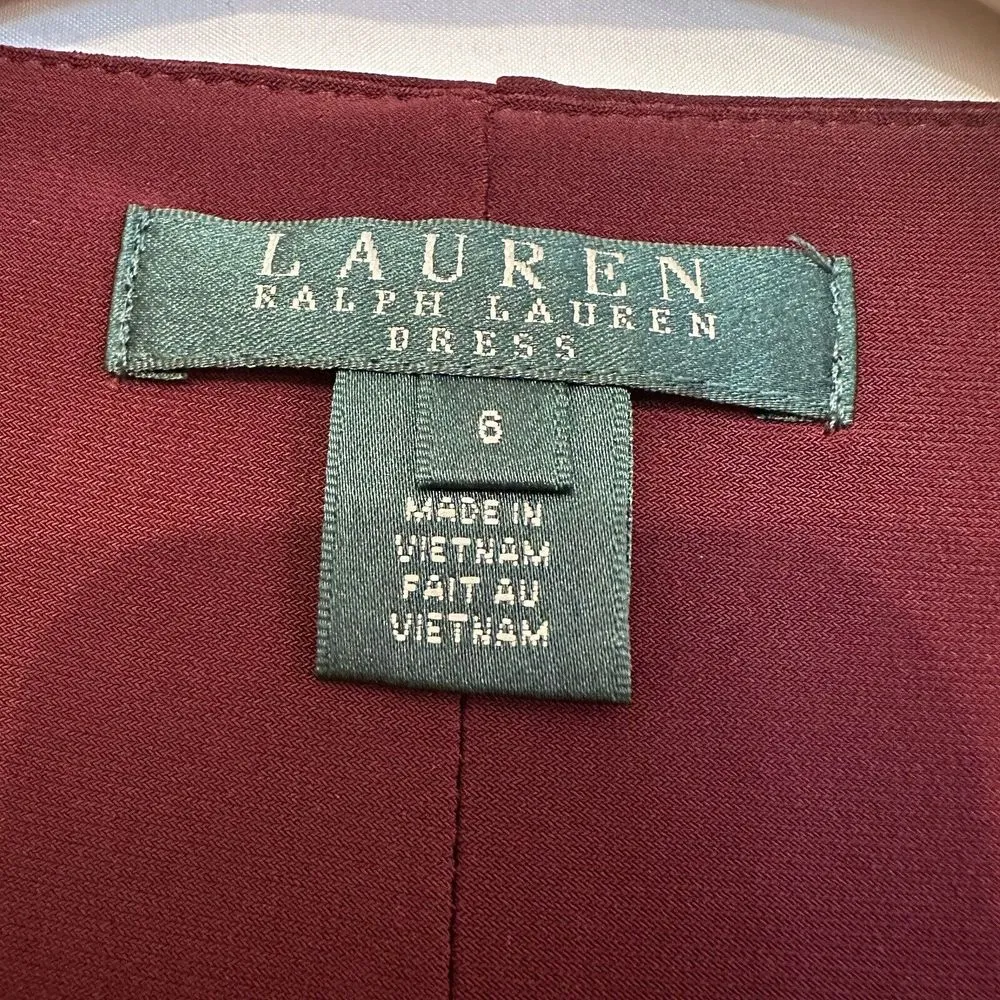 LAUREN
RALPH LAUREN
DRESS
6
MADE IN
VIETNAM
FAIT AU
VIETNAM